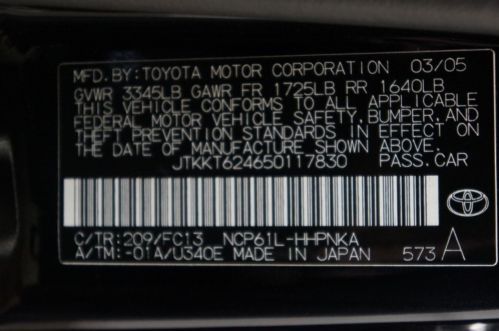 MFD.BY:TOYOTA MOTOR CORPORATION 03/05
GVWR 3345LB GAWR FR 1725LB RR 1640LB
THIS VEHICLE CONFORMS TO ALL APPLICABLE
FEDERAL MOTOR VEHICLE SAFETY,BUMPER,AND
THEFT PREVENTION STANDARDS IN EFFECT ON
THE DATE OF MANUFACTURE SHOWN ABOVE.
JTKKT624650117830 PASS.CAR
C/TR:209/FC13 NCP61L-HHPNKA
A/TM:-01A/U340E MADE IN JAPAN 573 A